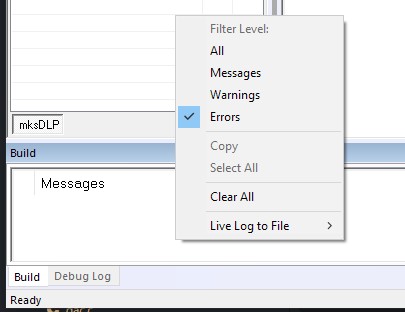 Filter Level:
All
Messages
Warnings
Errors
mksDLP
Copy
Build
Select All
Messages
Clear All
Live Log to File
Build
Debug Log
Ready